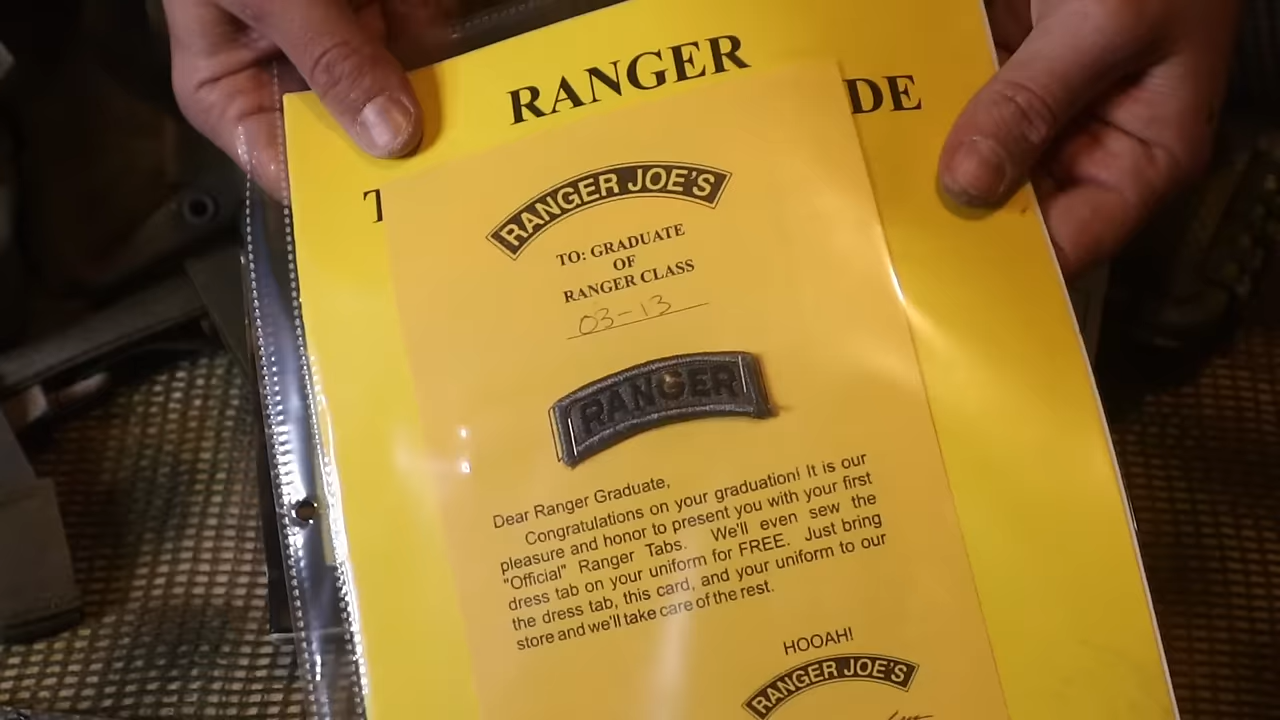 RANGER
DE
T
RANGER JOE'S
TO: GRADUATE
OF
RANGER CLASS
03-13
RANGER
Dear Ranger Graduate,
Congratulations on your graduation! It is our
pleasure and honor to present you with your first
"Official" Ranger Tabs. We'll even sew the
dress tab on your uniform for FREE. Just bring
the dress tab, this card, and your uniform to our
store and we'll take care of the rest.
HOOAH!
RANGER JOE'S